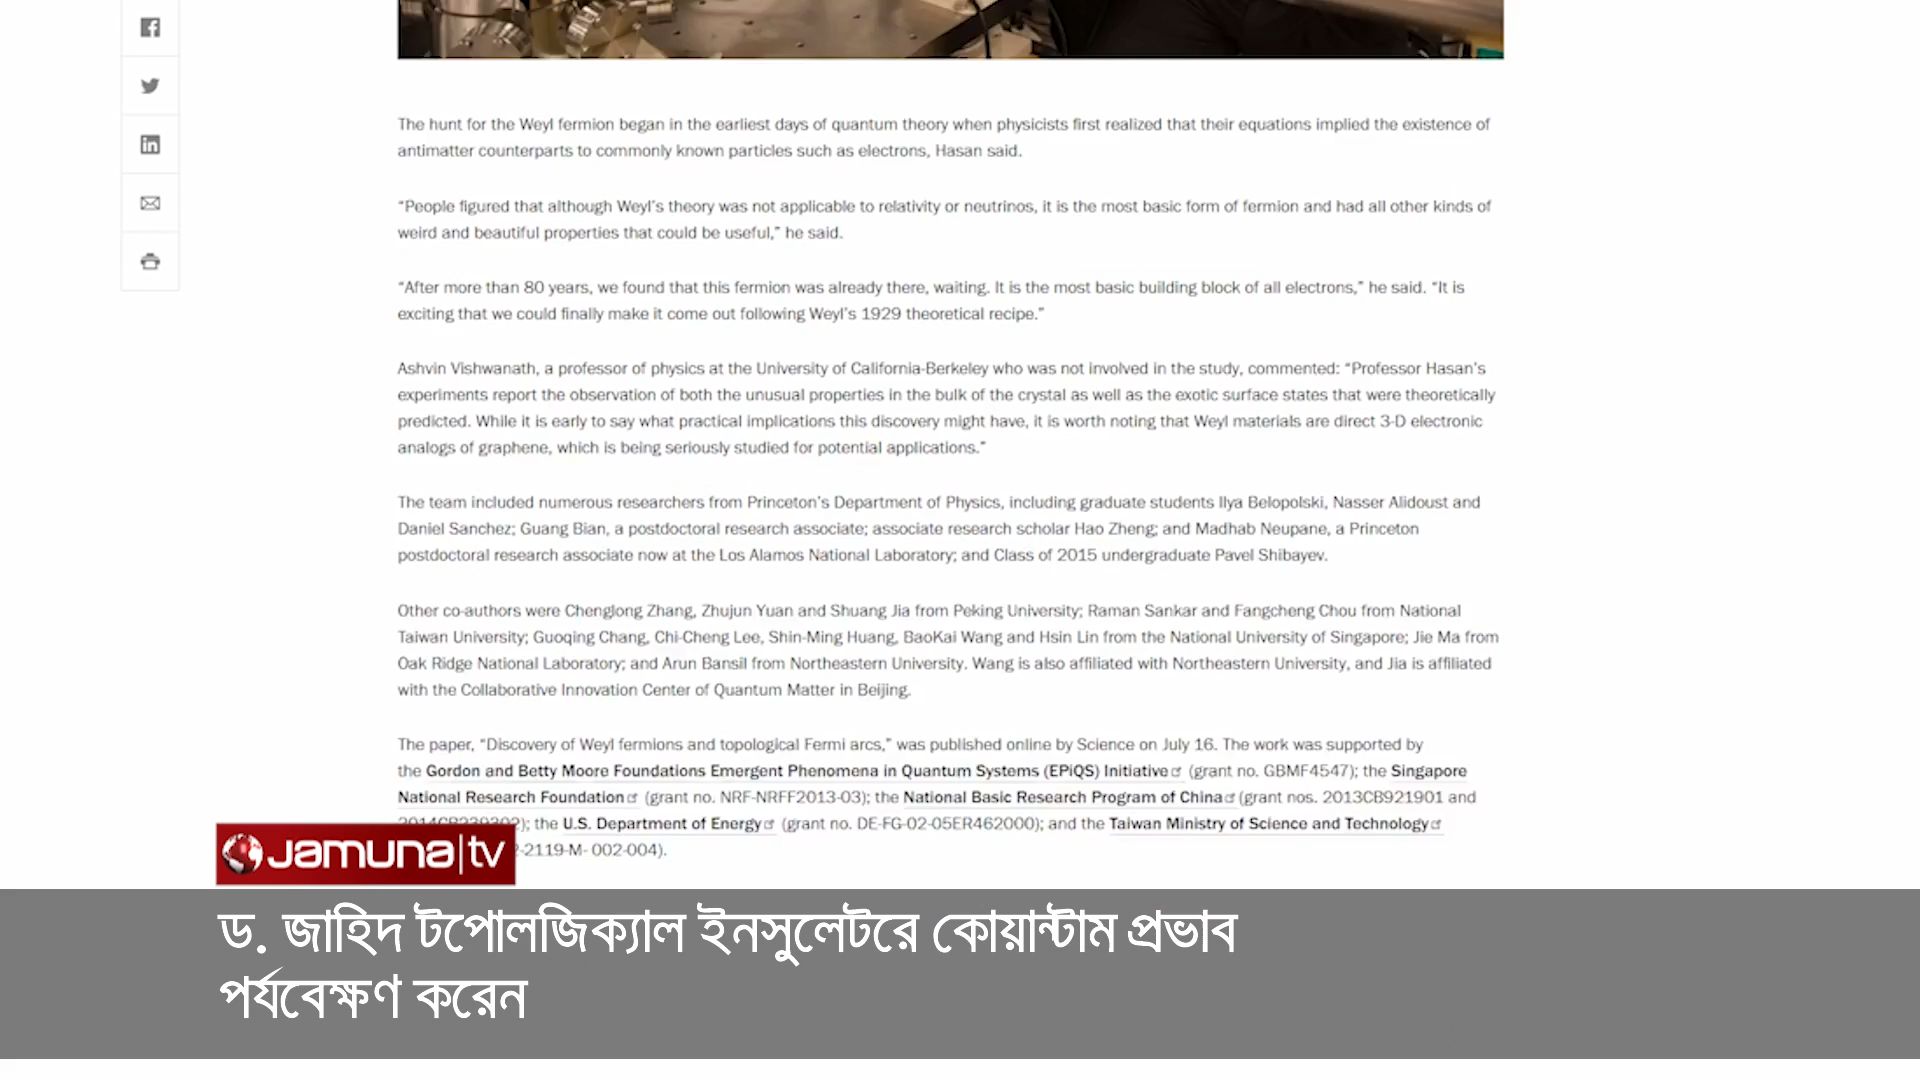 The hunt for the Weyl fermion began in the earliest days of quantum theory when physicists first realized that their equations implied the existence of
antimatter counterparts to commonly known particles such as electrons, Hasan said.
“People figured that although Weyl’s theory was not applicable to relativity or neutrinos, it is the most basic form of fermion and had all other kinds of
weird and beautiful properties that could be useful,” he said.
“After more than 80 years, we found that this fermion was already there, waiting. It is the most basic building block of all electrons,” he said. “It is
exciting that we could finally make it come out following Weyl’s 1929 theoretical recipe.”
Ashvin Vishwanath, a professor of physics at the University of California-Berkeley who was not involved in the study, commented: “Professor Hasan’s
experiments report the observation of both the unusual properties in the bulk of the crystal as well as the exotic surface states that were theoretically
predicted. While it is early to say what practical implications this discovery might have, it is worth noting that Weyl materials are direct 3-D electronic
analogs of graphene, which is being seriously studied for potential applications.”
The team included numerous researchers from Princeton’s Department of Physics, including graduate students Ilya Belopolski, Nasser Alidoust and
Daniel Sanchez; Guang Bian, a postdoctoral research associate; associate research scholar Hao Zheng; and Madhab Neupane, a Princeton
postdoctoral research associate now at the Los Alamos National Laboratory; and Class of 2015 undergraduate Pavel Shibayev.
Other co-authors were Chenglong Zhang, Zhujun Yuan and Shuang Jia from Peking University; Raman Sankar and Fangcheng Chou from National
Taiwan University; Guoqing Chang, Chi-Cheng Lee, Shin-Ming Huang, BaoKai Wang and Hsin Lin from the National University of Singapore; Jie Ma from
Oak Ridge National Laboratory; and Arun Bansil from Northeastern University. Wang is also affiliated with Northeastern University, and Jia is affiliated
with the Collaborative Innovation Center of Quantum Matter in Beijing.
The paper, “Discovery of Weyl fermions and topological Fermi arcs,” was published online by Science on July 16. The work was supported by
the Gordon and Betty Moore Foundations Emergent Phenomena in Quantum Systems (EPiQS) Initiative (grant no. GBMF4547); the Singapore
National Research Foundation (grant no. NRF-NRFF2013-03); the National Basic Research Program of China (grant nos. 2013CB921901 and
the U.S. Department of Energy (grant no. DE-FG-02-05ER462000); and the Taiwan Ministry of Science and Technology
-2119-M- 002-004).
Jamuna|tv
ড. জাহিদ টপোলজিক্যাল ইনসুলেটরে কোয়ান্টাম প্রভাব
পর্যবেক্ষণ করেন